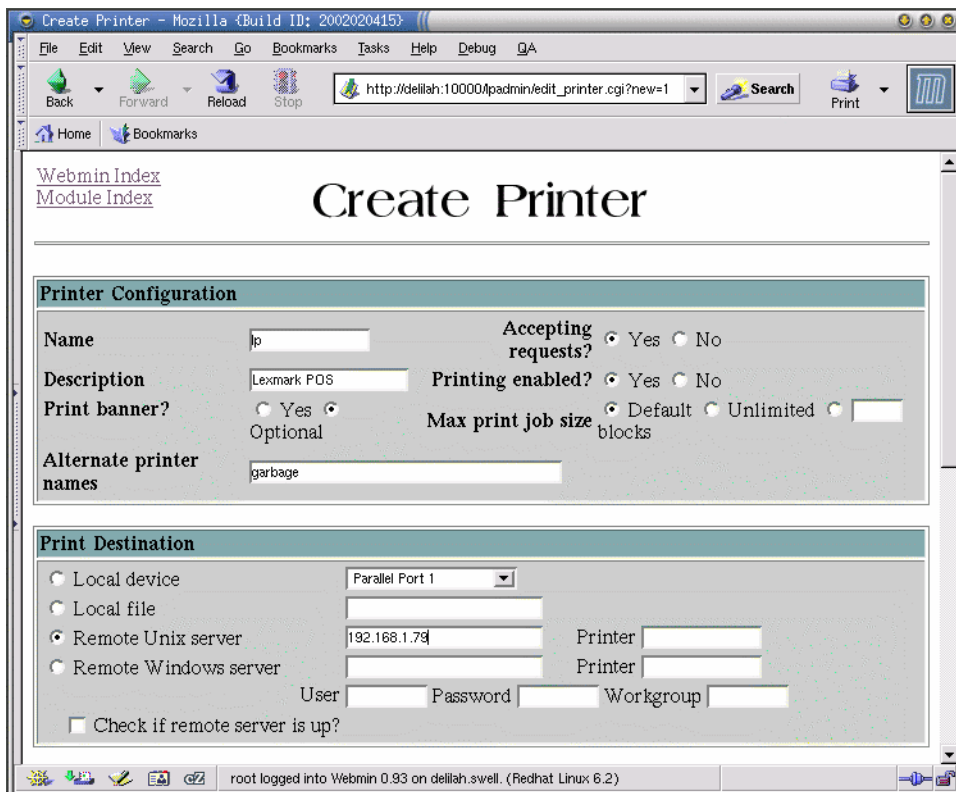 Create Printer - Mozilla {Build ID: 2002020415}
File Edit View Search Go Bookmarks Tasks Help Debug QA
Back Forward Reload Stop http://delilah:10000/lpadmin/edit_printer.cgi?new=1 Search Print
Home Bookmarks
Webmin Index
Module Index
Create Printer
Printer Configuration
Name lp Accepting requests? Yes No
Description Lexmark POS Printing enabled? Yes No
Print banner? Yes Optional Max print job size Default Unlimited blocks
Alternate printer names garbage
Print Destination
Local device Parallel Port 1
Local file
Remote Unix server 192.168.1.79 Printer
Remote Windows server Printer
User Password Workgroup
Check if remote server is up?
root logged into Webmin 0.93 on delilah.swell. (Redhat Linux 6.2)